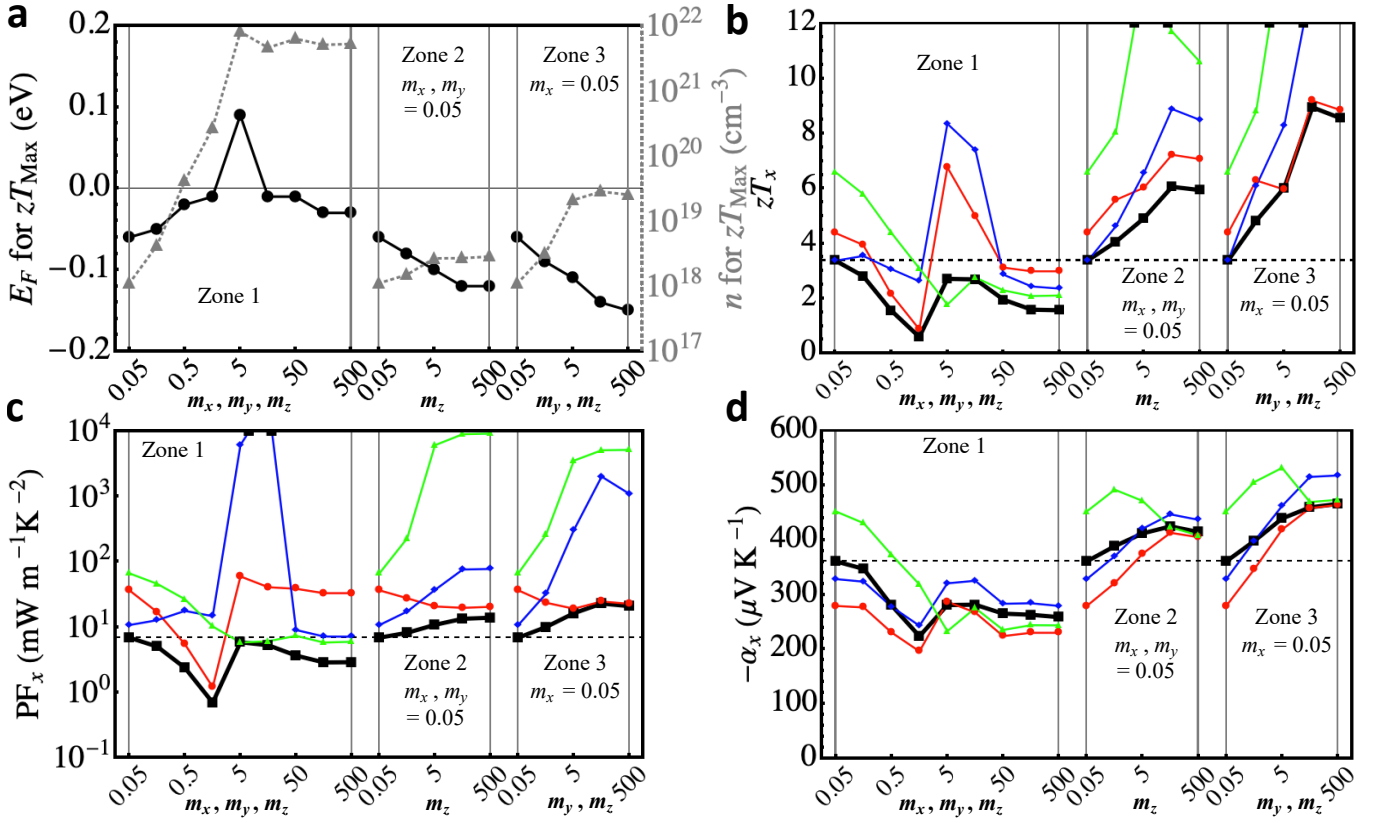 a
E_F for zT_Max (eV)
0.2
0.1
0.0
−0.1
−0.2
Zone 1
Zone 2
m_x , m_y
= 0.05
Zone 3
m_x = 0.05
10^22
10^21
10^20
10^19
10^18
10^17
n for zT_Max (cm^−3)
0.05
0.5
5
50
500
0.05
5
500
0.05
5
500
m_x , m_y , m_z
m_z
m_y , m_z
b
zT_x
12
10
8
6
4
2
0
Zone 1
Zone 2
m_x , m_y
= 0.05
Zone 3
m_x = 0.05
0.05
0.5
5
50
500
0.05
5
500
0.05
5
500
m_x , m_y , m_z
m_z
m_y , m_z
c
PF_x (mW m^−1 K^−2)
10^4
10^3
10^2
10^1
10^0
10^−1
Zone 1
Zone 2
m_x , m_y
= 0.05
Zone 3
m_x = 0.05
0.05
0.5
5
50
500
0.05
5
500
0.05
5
500
m_x , m_y , m_z
m_z
m_y , m_z
d
−α_x (μV K^−1)
600
500
400
300
200
100
0
Zone 1
Zone 2
m_x , m_y
= 0.05
Zone 3
m_x = 0.05
0.05
0.5
5
50
500
0.05
5
500
0.05
5
500
m_x , m_y , m_z
m_z
m_y , m_z